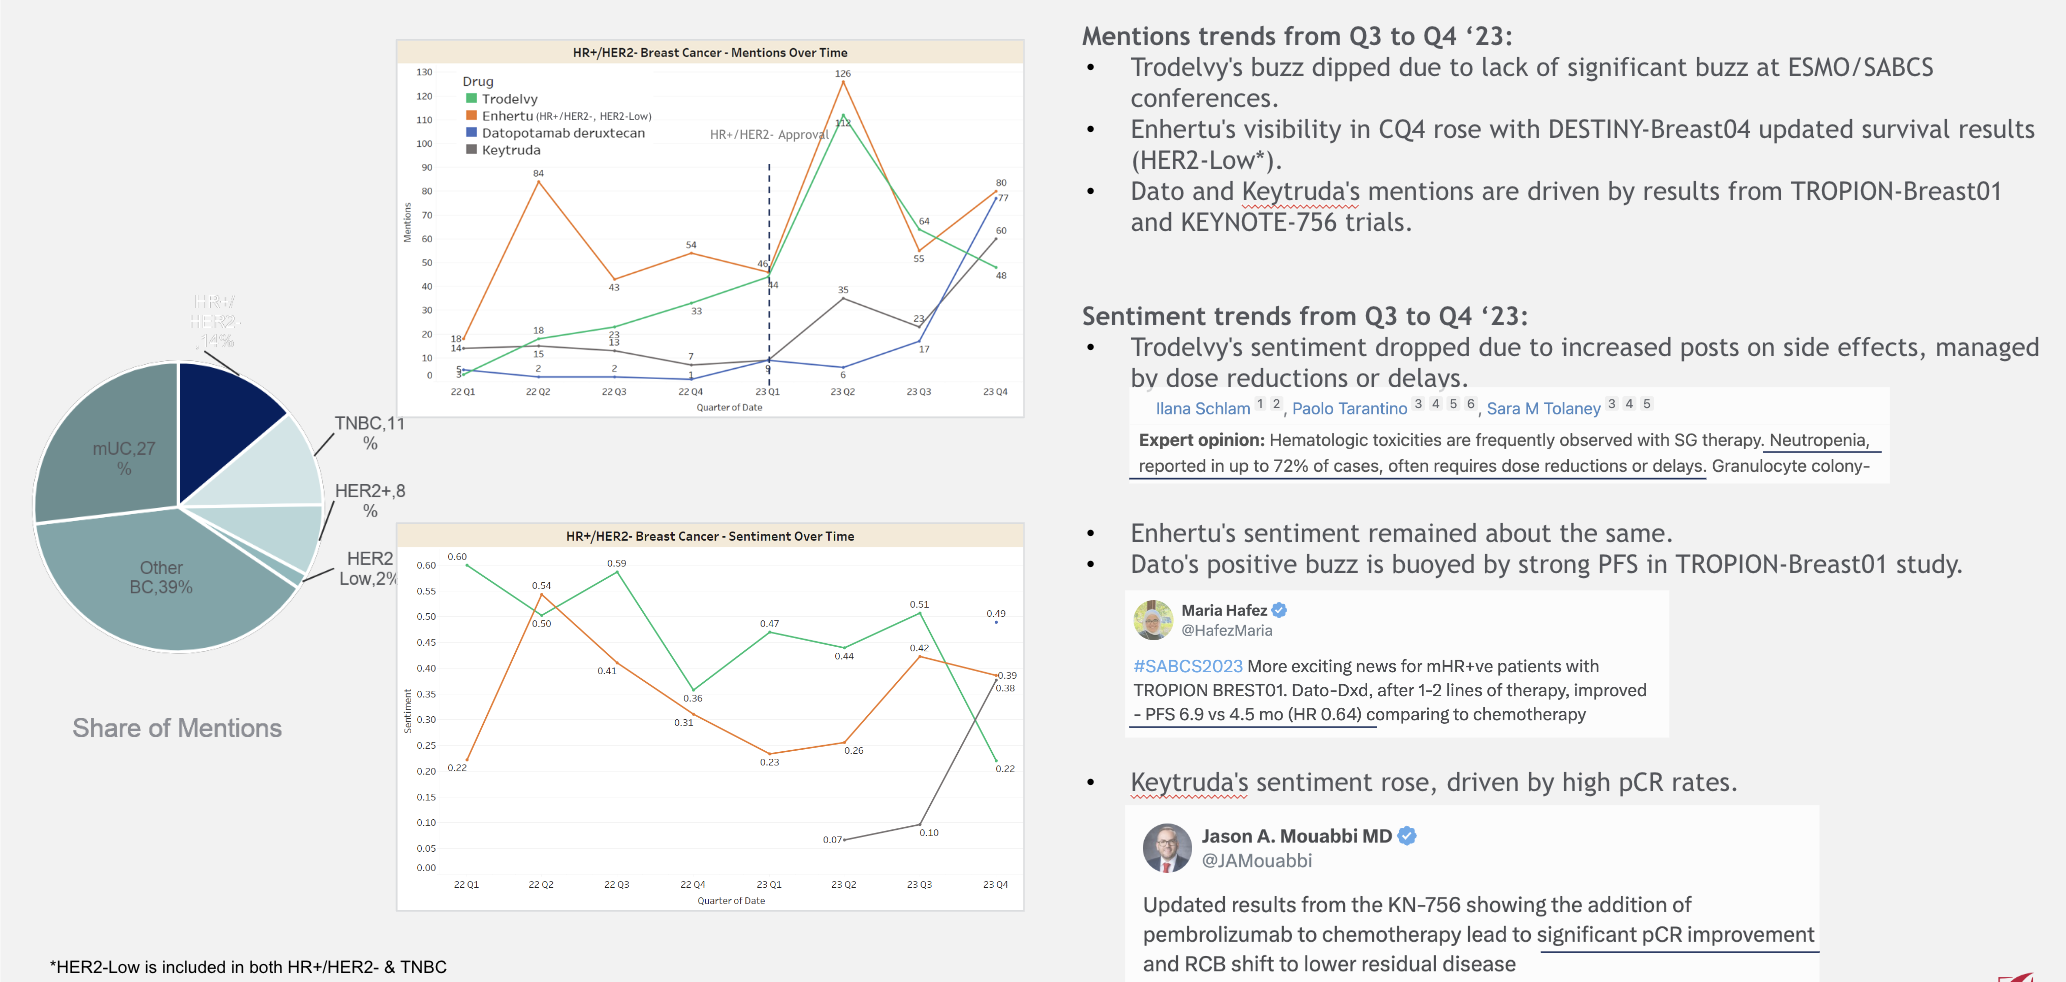 HR+/HER2- Breast Cancer - Mentions Over Time
130
120
110
100
90
80
70
60
50
40
30
20
10
0
Mentions
Drug
Trodelvy
Enhertu (HR+/HER2-, HER2-Low)
Datopotamab deruxtecan
Keytruda
HR+/HER2- Approval
18
14
5
3
84
18
15
2
43
23
13
2
54
33
7
1
46
44
9
126
112
35
6
64
55
23
17
80
77
60
48
22 Q1 22 Q2 22 Q3 22 Q4 23 Q1 23 Q2 23 Q3 23 Q4
Quarter of Date
HR+/
HER2-
,14%
TNBC,11
%
HER2+,8
%
HER2
Low,2%
Other
BC,39%
mUC,27
%
Share of Mentions
HR+/HER2- Breast Cancer - Sentiment Over Time
0.60
0.55
0.50
0.45
0.40
0.35
0.30
0.25
0.20
0.15
0.10
0.05
0.00
Sentiment
0.60
0.22
0.54
0.50
0.59
0.41
0.36
0.31
0.47
0.23
0.44
0.26
0.07
0.51
0.42
0.10
0.49
0.39
0.38
0.22
22 Q1 22 Q2 22 Q3 22 Q4 23 Q1 23 Q2 23 Q3 23 Q4
Quarter of Date
*HER2-Low is included in both HR+/HER2- & TNBC
Mentions trends from Q3 to Q4 ‘23:
• Trodelvy's buzz dipped due to lack of significant buzz at ESMO/SABCS
conferences.
• Enhertu's visibility in CQ4 rose with DESTINY-Breast04 updated survival results
(HER2-Low*).
• Dato and Keytruda's mentions are driven by results from TROPION-Breast01
and KEYNOTE-756 trials.
Sentiment trends from Q3 to Q4 ‘23:
• Trodelvy's sentiment dropped due to increased posts on side effects, managed
by dose reductions or delays.
Ilana Schlam 1 2, Paolo Tarantino 3 4 5 6, Sara M Tolaney 3 4 5
Expert opinion: Hematologic toxicities are frequently observed with SG therapy. Neutropenia,
reported in up to 72% of cases, often requires dose reductions or delays. Granulocyte colony-
• Enhertu's sentiment remained about the same.
• Dato's positive buzz is buoyed by strong PFS in TROPION-Breast01 study.
Maria Hafez
@HafezMaria
#SABCS2023 More exciting news for mHR+ve patients with
TROPION BREST01. Dato-Dxd, after 1-2 lines of therapy, improved
- PFS 6.9 vs 4.5 mo (HR 0.64) comparing to chemotherapy
• Keytruda's sentiment rose, driven by high pCR rates.
Jason A. Mouabbi MD
@JAMouabbi
Updated results from the KN-756 showing the addition of
pembrolizumab to chemotherapy lead to significant pCR improvement
and RCB shift to lower residual disease